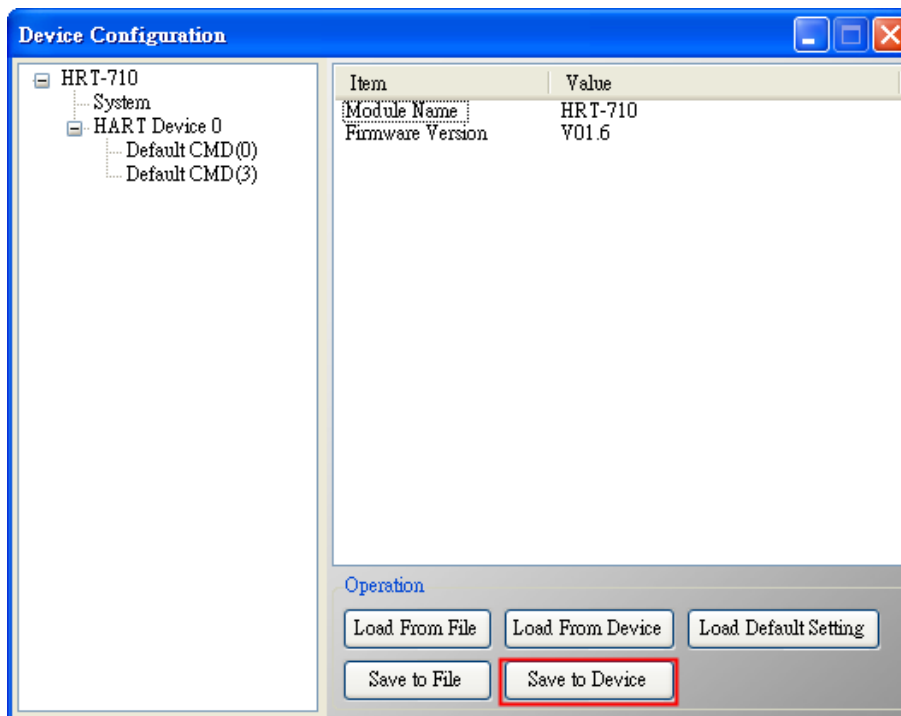 Device Configuration
HRT-710
System
HART Device 0
Default CMD(0)
Default CMD(3)
Item Value
Module Name HRT-710
Firmware Version V01.6
Operation
Load From File Load From Device Load Default Setting
Save to File Save to Device